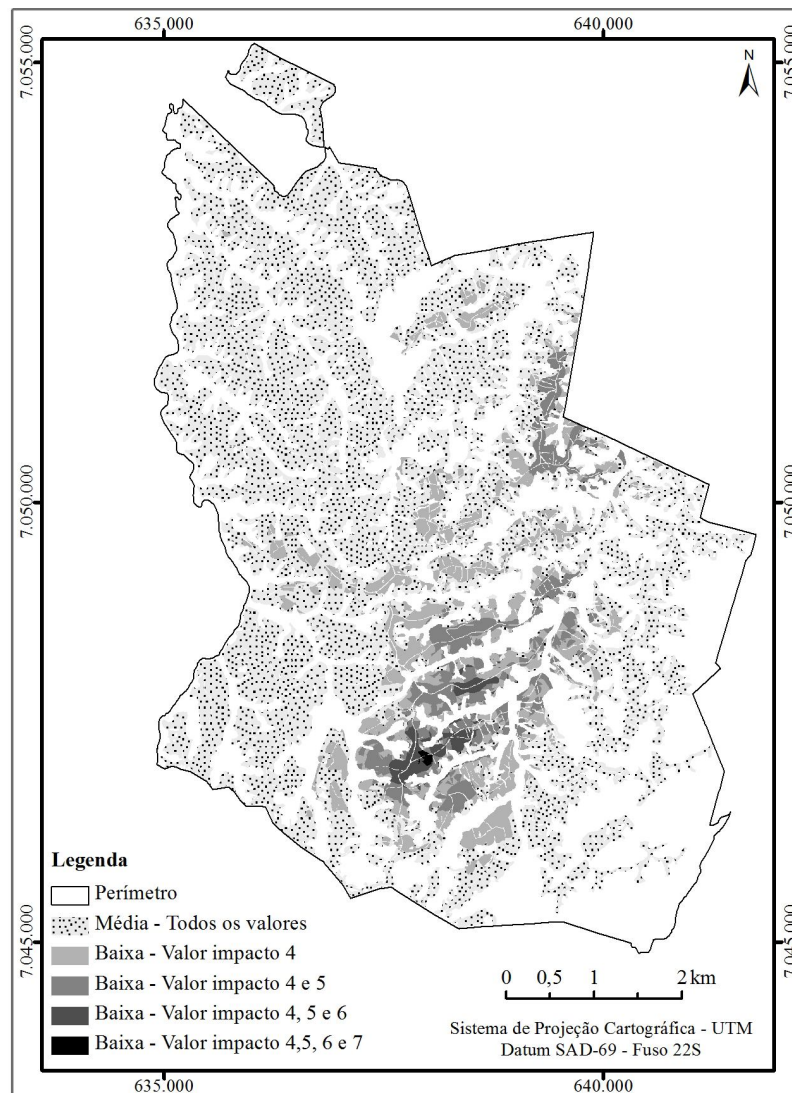 635.000
640.000
7.055.000
7.055.000
N
7.050.000
7.050.000
7.045.000
7.045.000
Legenda
Perímetro
Média - Todos os valores
Baixa - Valor impacto 4
Baixa - Valor impacto 4 e 5
Baixa - Valor impacto 4, 5 e 6
Baixa - Valor impacto 4,5, 6 e 7
0 0,5 1 2 km
Sistema de Projeção Cartográfica - UTM
Datum SAD-69 - Fuso 22S
635.000
640.000